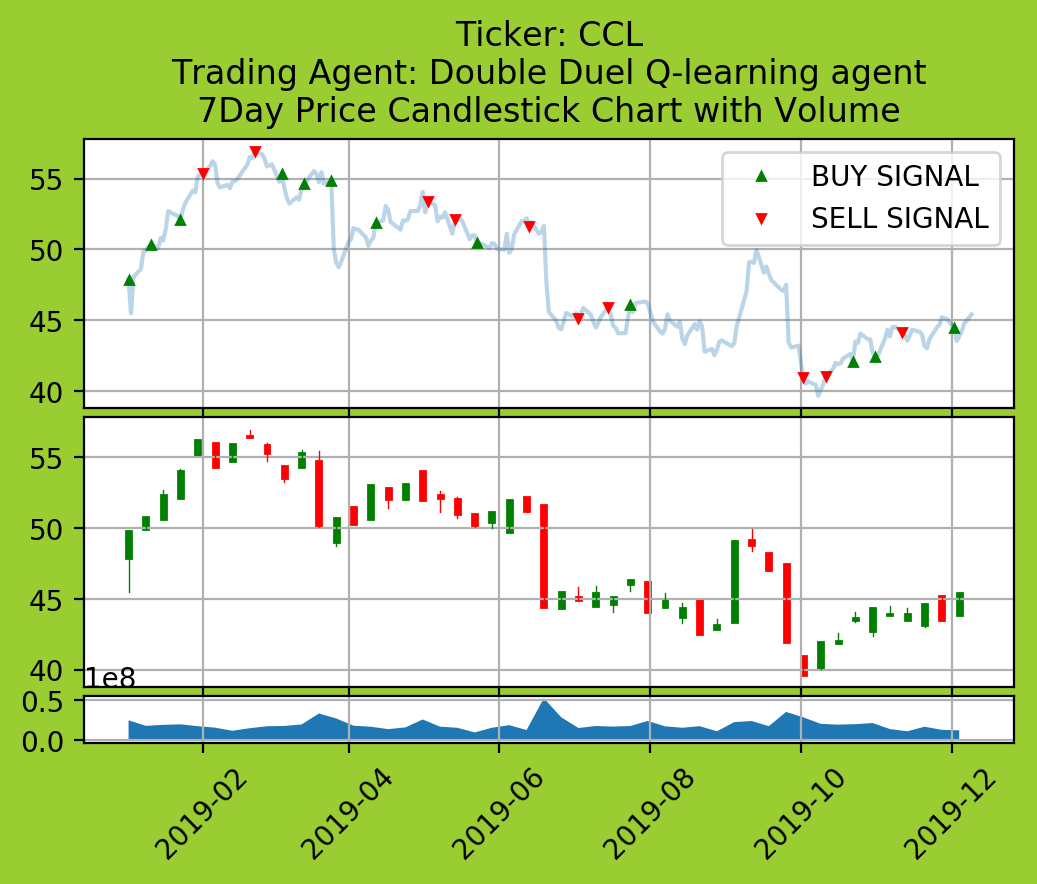 Ticker: CCL
Trading Agent: Double Duel Q-learning agent
7Day Price Candlestick Chart with Volume
BUY SIGNAL
SELL SIGNAL
55
50
45
40
55
50
45
40
1e8
0.5
0.0
2019-02
2019-04
2019-06
2019-08
2019-10
2019-12